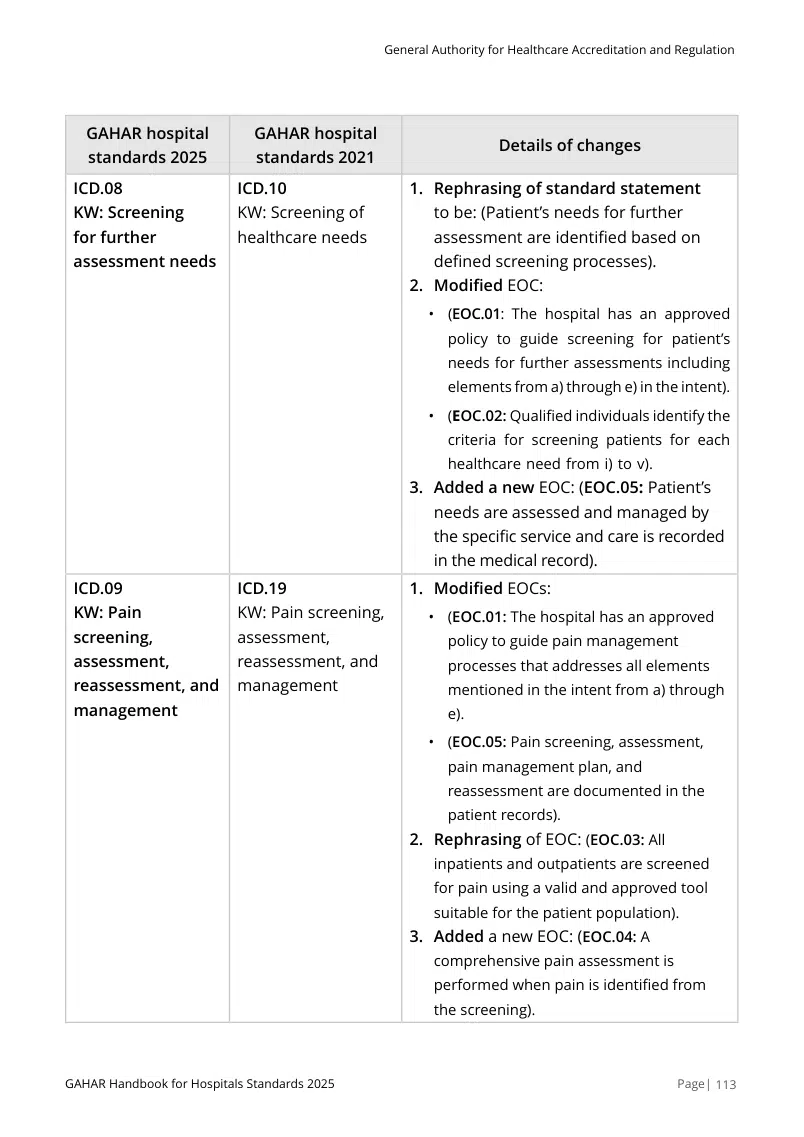 General Authority for Healthcare Accreditation and Regulation
GAHAR hospital
standards 2025
GAHAR hospital
standards 2021
Details of changes
ICD.08
KW: Screening
for further
assessment needs
ICD.10
KW: Screening of
healthcare needs
1. Rephrasing of standard statement
to be: (Patient’s needs for further
assessment are identified based on
defined screening processes).
2. Modified EOC:
• (EOC.01: The hospital has an approved
policy to guide screening for patient’s
needs for further assessments including
elements from a) through e) in the intent).
• (EOC.02: Qualified individuals identify the
criteria for screening patients for each
healthcare need from i) to v).
3. Added a new EOC: (EOC.05: Patient’s
needs are assessed and managed by
the specific service and care is recorded
in the medical record).
ICD.09
KW: Pain
screening,
assessment,
reassessment, and
management
ICD.19
KW: Pain screening,
assessment,
reassessment, and
management
1. Modified EOCs:
• (EOC.01: The hospital has an approved
policy to guide pain management
processes that addresses all elements
mentioned in the intent from a) through
e).
• (EOC.05: Pain screening, assessment,
pain management plan, and
reassessment are documented in the
patient records).
2. Rephrasing of EOC: (EOC.03: All
inpatients and outpatients are screened
for pain using a valid and approved tool
suitable for the patient population).
3. Added a new EOC: (EOC.04: A
comprehensive pain assessment is
performed when pain is identified from
the screening).
GAHAR Handbook for Hospitals Standards 2025
Page| 113